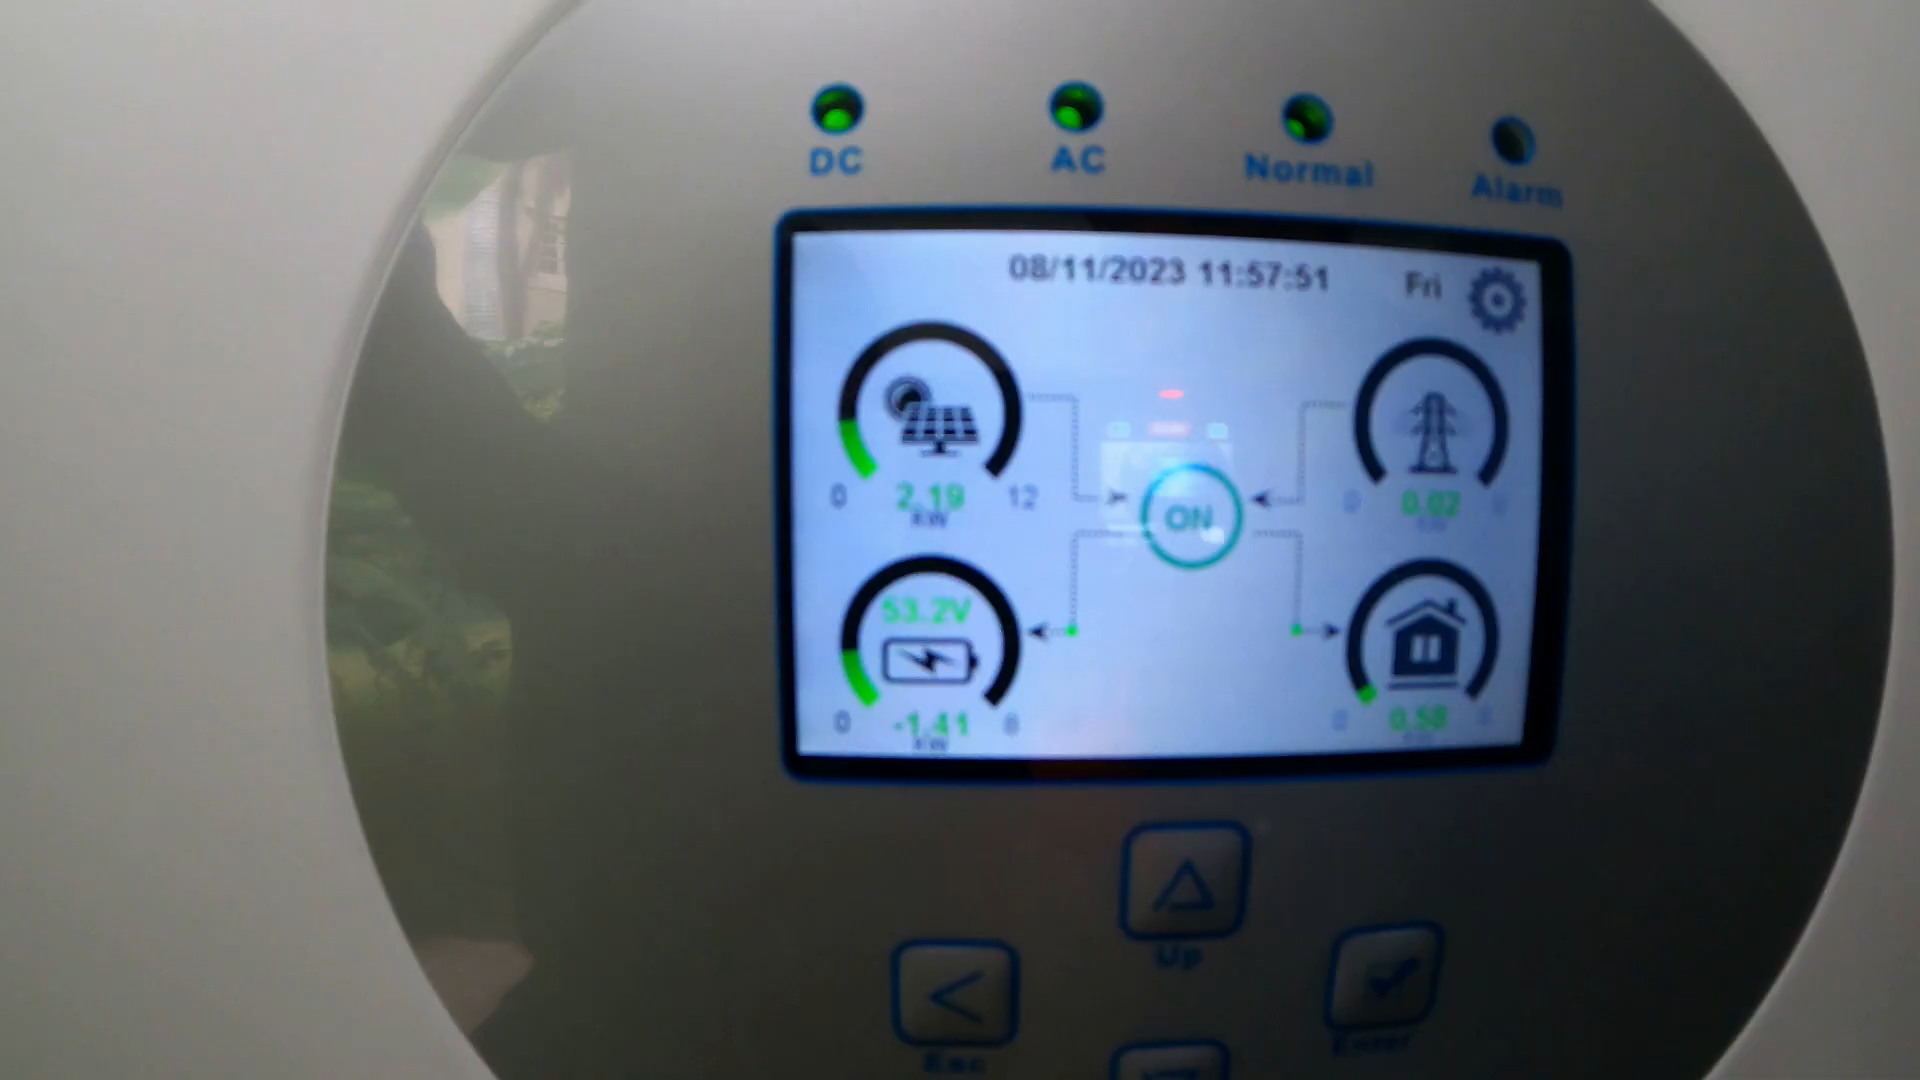 DC AC Normal Alarm
08/11/2023 11:57:51 Fri
0 2.19 12
KW
ON
0.02
53.2V
0 -1.41 8
KW
0.58
Up
Esc
Enter